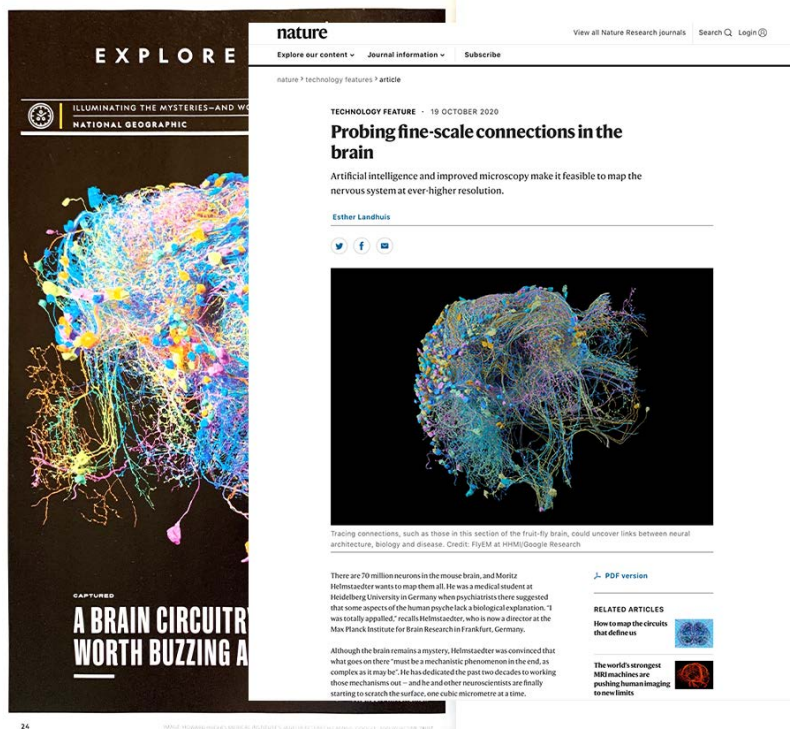 EXPLORE
ILLUMINATING THE MYSTERIES—AND WO
NATIONAL GEOGRAPHIC
CAPTURED
A BRAIN CIRCUITRY
WORTH BUZZING A
24
nature
View all Nature Research journals
Search
Login
Explore our content
Journal information
Subscribe
nature > technology features > article
TECHNOLOGY FEATURE · 19 OCTOBER 2020
Probing fine-scale connections in the
brain
Artificial intelligence and improved microscopy make it feasible to map the
nervous system at ever-higher resolution.
Esther Landhuis
Tracing connections, such as those in this section of the fruit-fly brain, could uncover links between neural
architecture, biology and disease. Credit: FlyEM at HHMI/Google Research
There are 70 million neurons in the mouse brain, and Moritz
Helmstaedter wants to map them all. He was a medical student at
Heidelberg University in Germany when psychiatrists there suggested
that some aspects of the human psyche lack a biological explanation. “I
was totally appalled,” recalls Helmstaedter, who is now a director at the
Max Planck Institute for Brain Research in Frankfurt, Germany.
Although the brain remains a mystery, Helmstaedter was convinced that
what goes on there “must be a mechanistic phenomenon in the end, as
complex as it may be”. He has dedicated the past two decades to working
those mechanisms out — and he and other neuroscientists are finally
starting to scratch the surface, one cubic micrometre at a time.
PDF version
RELATED ARTICLES
How to map the circuits
that define us
The world's strongest
MRI machines are
pushing human imaging
to new limits